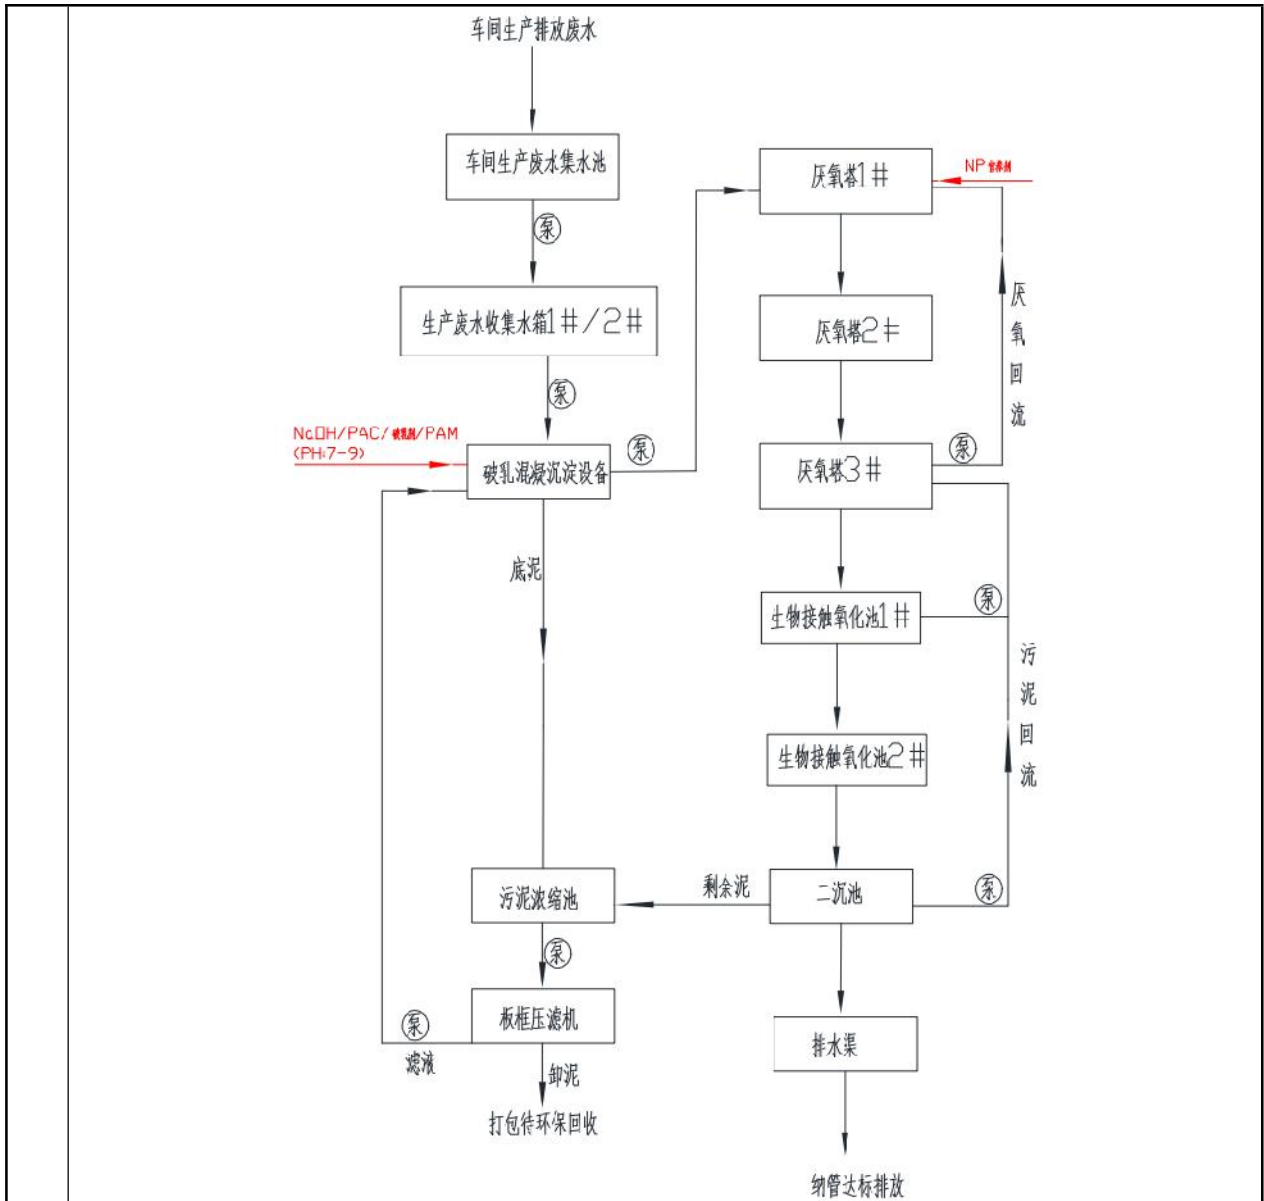 车间生产排放废水
车间生产废水集水池
泵
生产废水收集水箱1#/2#
泵
NaOH/PAC/破乳剂/PAM
(PH:7-9)
破乳混凝沉淀设备
泵
底泥
污泥浓缩池
泵
板框压滤机
泵
滤液
卸泥
打包待环保回收
厌氧塔1#
NP营养剂
厌氧塔2#
厌氧塔3#
泵
厌氧回流
生物接触氧化池1#
泵
生物接触氧化池2#
污泥回流
二沉池
泵
剩余泥
排水渠
纳管达标排放